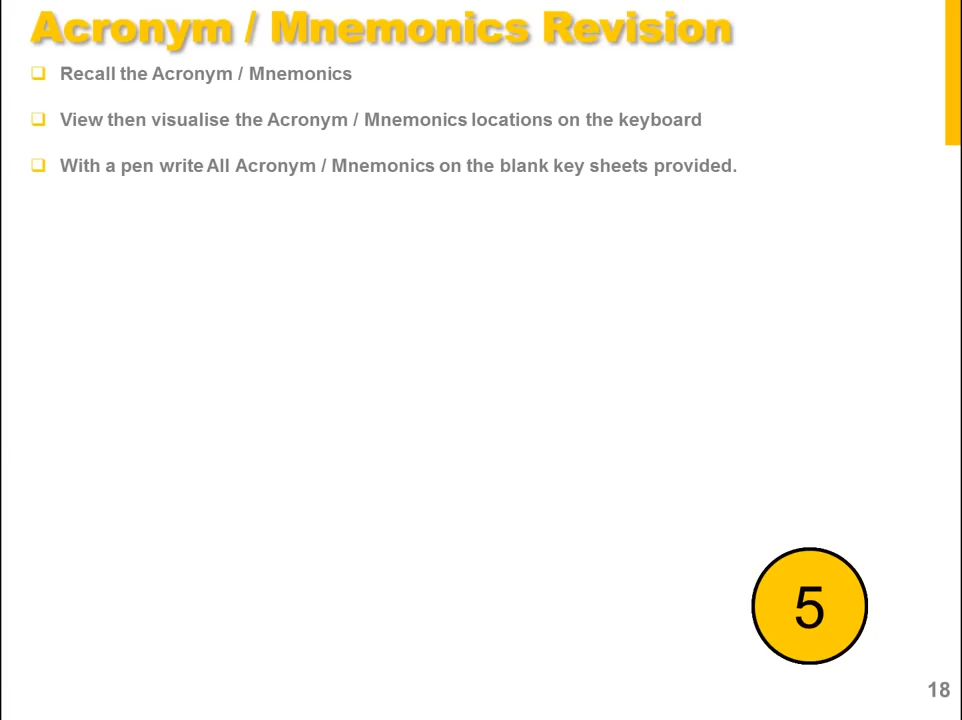 Acronym / Mnemonics Revision
Recall the Acronym / Mnemonics
View then visualise the Acronym / Mnemonics locations on the keyboard
With a pen write All Acronym / Mnemonics on the blank key sheets provided.
5
18